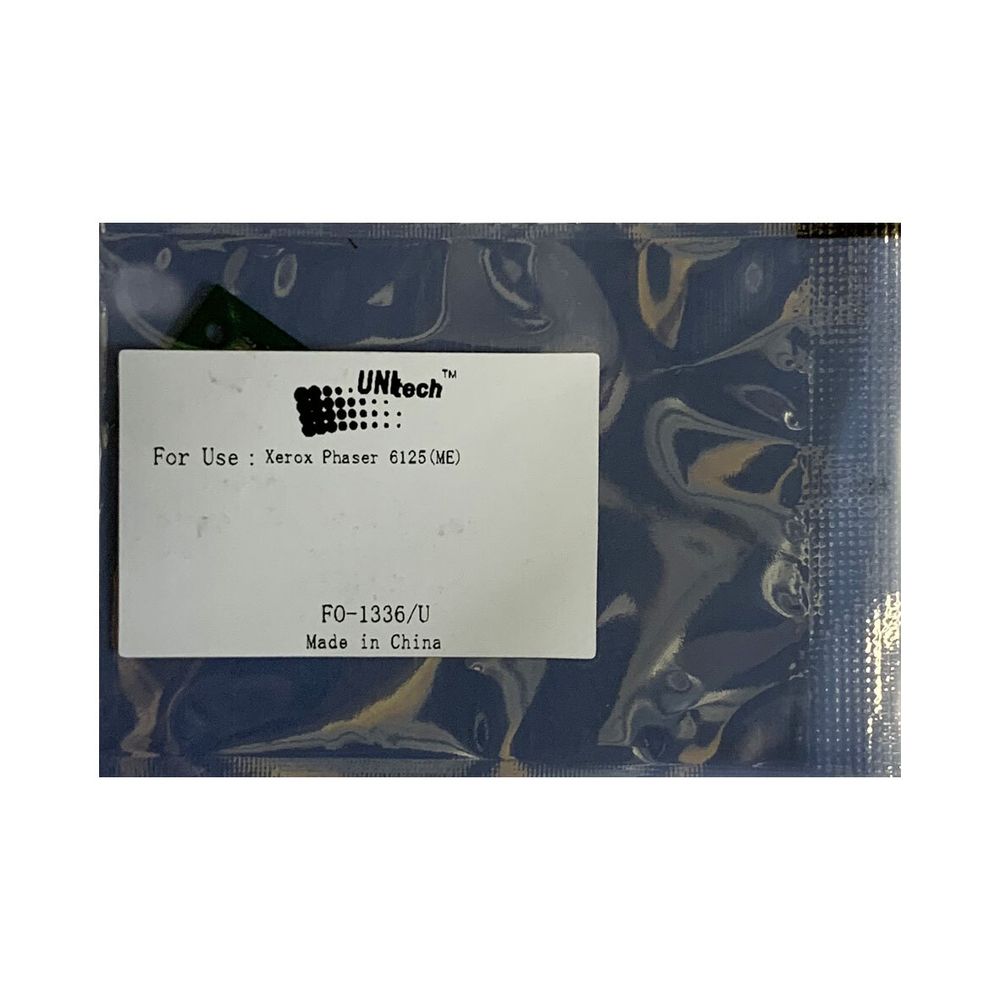 UNItech™
For Use : Xerox Phaser 6125(ME)
FO-1336/U
Made in China